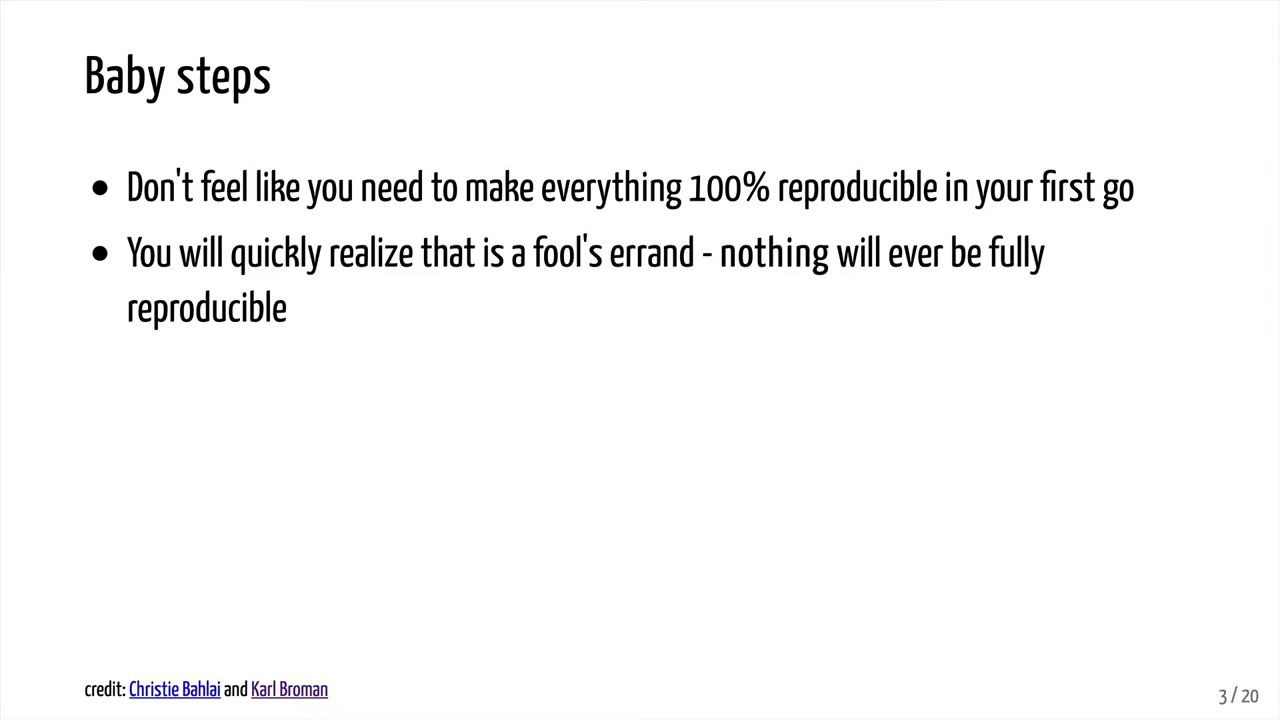 Baby steps
• Don't feel like you need to make everything 100% reproducible in your first go
• You will quickly realize that is a fool's errand - nothing will ever be fully
reproducible
credit: Christie Bahlai and Karl Broman
3 / 20